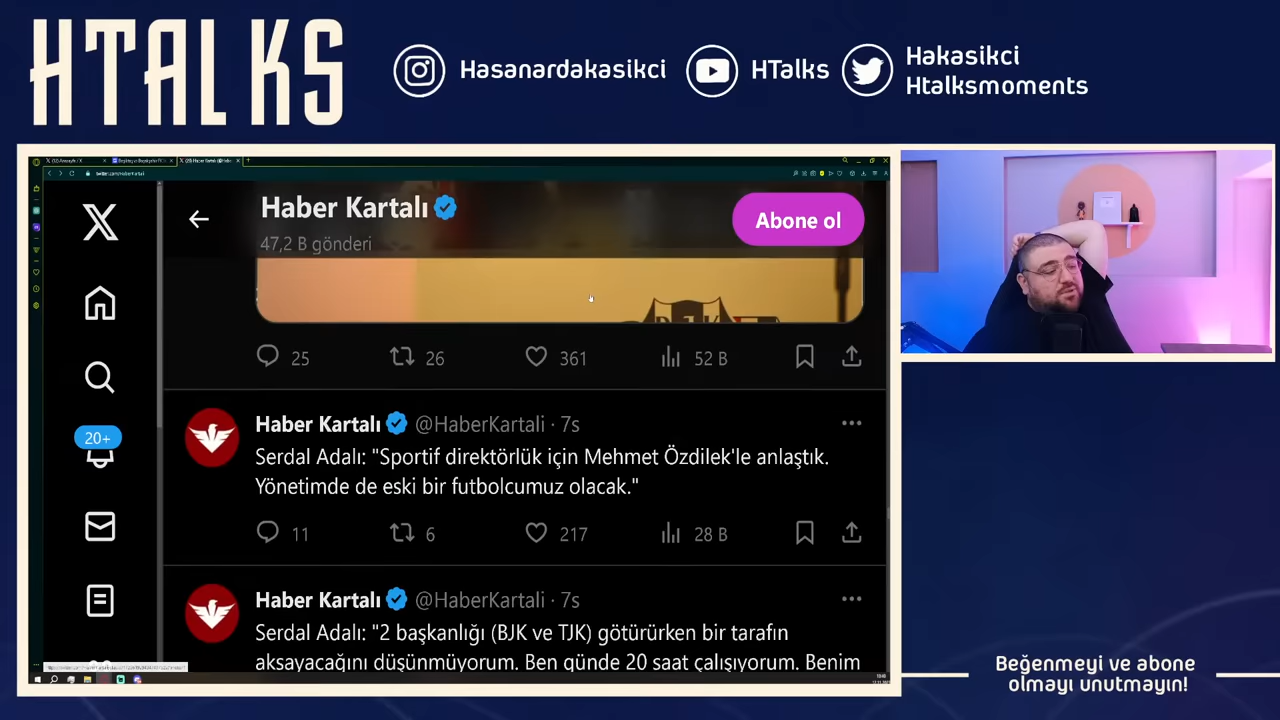 HTALKS
Hasanardakasikci
HTalks
Hakasikci
Htalksmoments
Haber Kartalı
47,2 B gönderi
Abone ol
25 26 361 52 B
20+
Haber Kartalı @HaberKartali · 7s
Serdal Adalı: "Sportif direktörlük için Mehmet Özdilek'le anlaştık.
Yönetimde de eski bir futbolcumuz olacak."
11 6 217 28 B
Haber Kartalı @HaberKartali · 7s
Serdal Adalı: "2 başkanlığı (BJK ve TJK) götürürken bir tarafın
aksayacağını düşünmüyorum. Ben günde 20 saat çalışıyorum. Benim
Beğenmeyi ve abone
olmayı unutmayın!